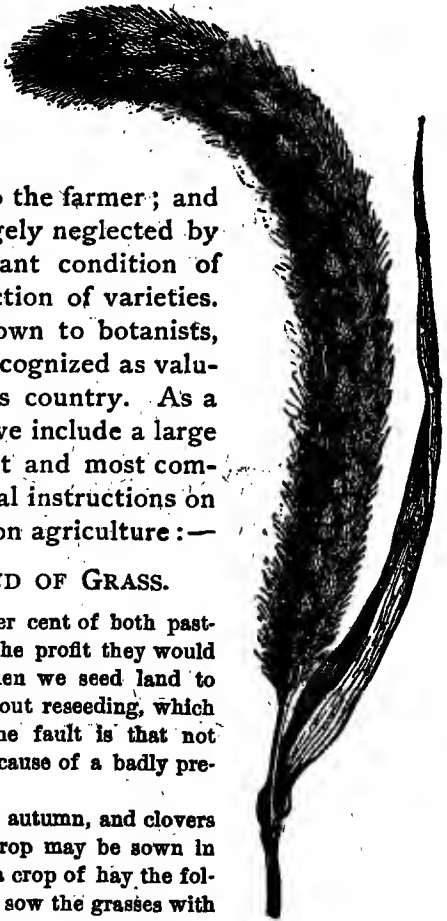 the farmer; and
gely neglected by
ant condition of
ction of varieties.
own to botanists,
cognized as valu-
s country. As a
ve include a large
t and most com-
al instructions on
on agriculture:—
ND OF GRASS.
er cent of both past-
he profit they would
en we seed land to
out reseeding, which
ne fault is that not
cause of a badly pre-
autumn, and clovers
rop may be sown in
a crop of hay the fol-
sow the grasses with